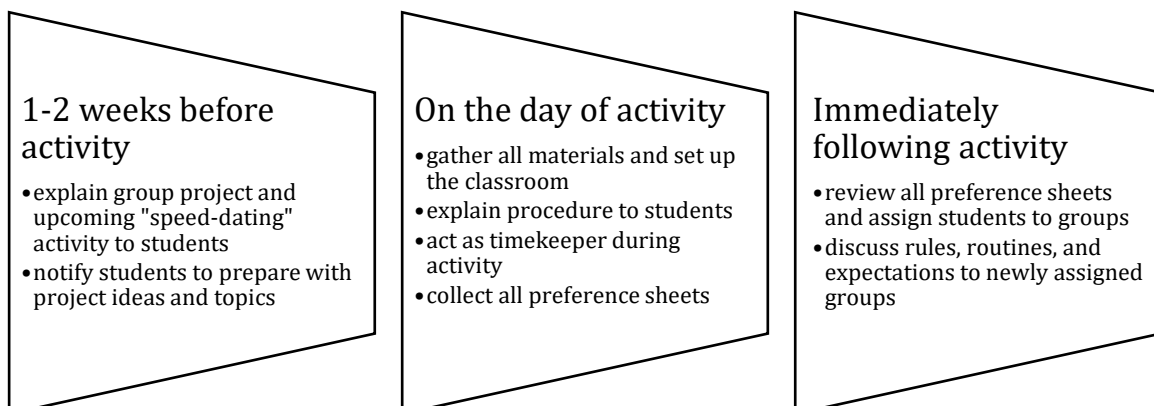 1-2 weeks before
activity
•explain group project and
upcoming "speed-dating"
activity to students
•notify students to prepare with
project ideas and topics
On the day of activity
•gather all materials and set up
the classroom
•explain procedure to students
•act as timekeeper during
activity
•collect all preference sheets
Immediately
following activity
•review all preference sheets
and assign students to groups
•discuss rules, routines, and
expectations to newly assigned
groups